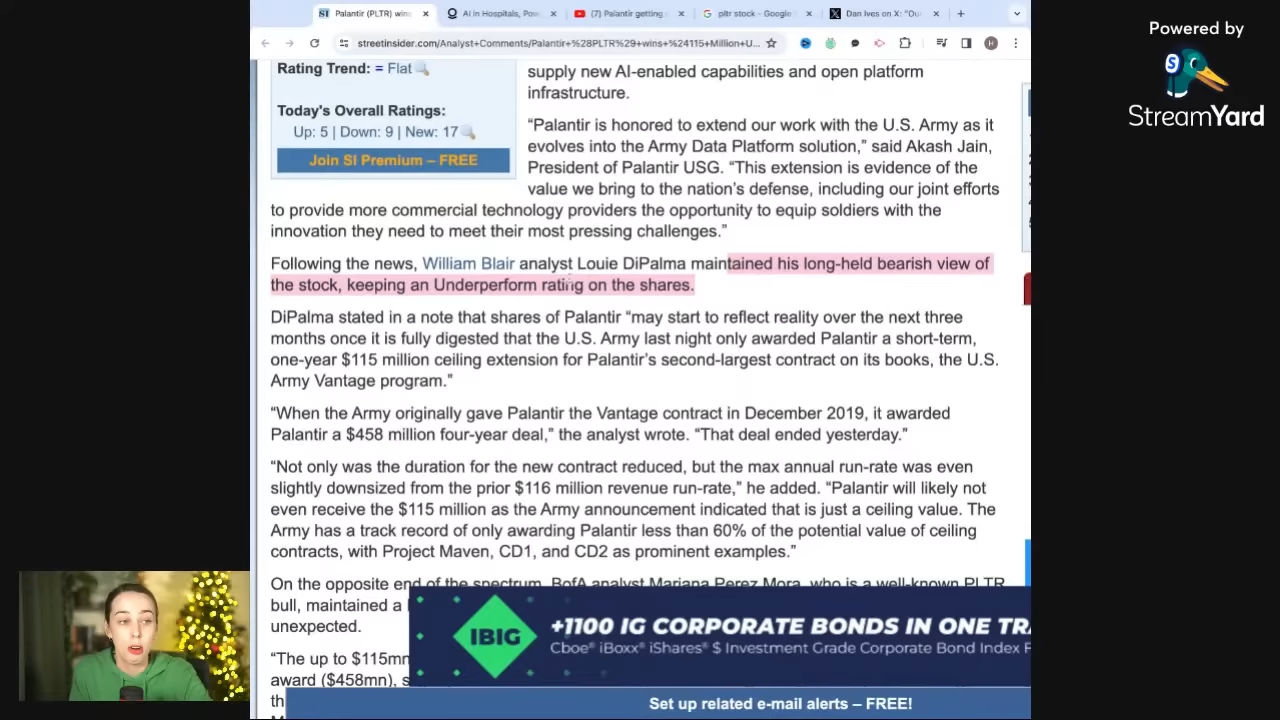 Palantir (PLTR) wins
AI in Hospitals, Pow
(7) Palantir getting
pltr stock - Google
Dan Ives on X: "Ou
streetinsider.com/Analyst+Comments/Palantir+%28PLTR%29+wins+%24115+Million+U...
Powered by
StreamYard
Rating Trend: = Flat
Today's Overall Ratings:
Up: 5 | Down: 9 | New: 17
Join SI Premium – FREE
supply new AI-enabled capabilities and open platform
infrastructure.
“Palantir is honored to extend our work with the U.S. Army as it
evolves into the Army Data Platform solution,” said Akash Jain,
President of Palantir USG. “This extension is evidence of the
value we bring to the nation’s defense, including our joint efforts
to provide more commercial technology providers the opportunity to equip soldiers with the
innovation they need to meet their most pressing challenges.”
Following the news, William Blair analyst Louie DiPalma maintained his long-held bearish view of
the stock, keeping an Underperform rating on the shares.
DiPalma stated in a note that shares of Palantir “may start to reflect reality over the next three
months once it is fully digested that the U.S. Army last night only awarded Palantir a short-term,
one-year $115 million ceiling extension for Palantir’s second-largest contract on its books, the U.S.
Army Vantage program.”
“When the Army originally gave Palantir the Vantage contract in December 2019, it awarded
Palantir a $458 million four-year deal,” the analyst wrote. “That deal ended yesterday.”
“Not only was the duration for the new contract reduced, but the max annual run-rate was even
slightly downsized from the prior $116 million revenue run-rate,” he added. “Palantir will likely not
even receive the $115 million as the Army announcement indicated that is just a ceiling value. The
Army has a track record of only awarding Palantir less than 60% of the potential value of ceiling
contracts, with Project Maven, CD1, and CD2 as prominent examples.”
On the opposite end of the spectrum, BofA analyst Mariana Perez Mora, who is a well-known PLTR
bull, maintained a
unexpected.
“The up to $115mn
award ($458mn), s
th
IBIG
+1100 IG CORPORATE BONDS IN ONE TRA
Cboe® iBoxx® iShares® $ Investment Grade Corporate Bond Index F
Set up related e-mail alerts – FREE!